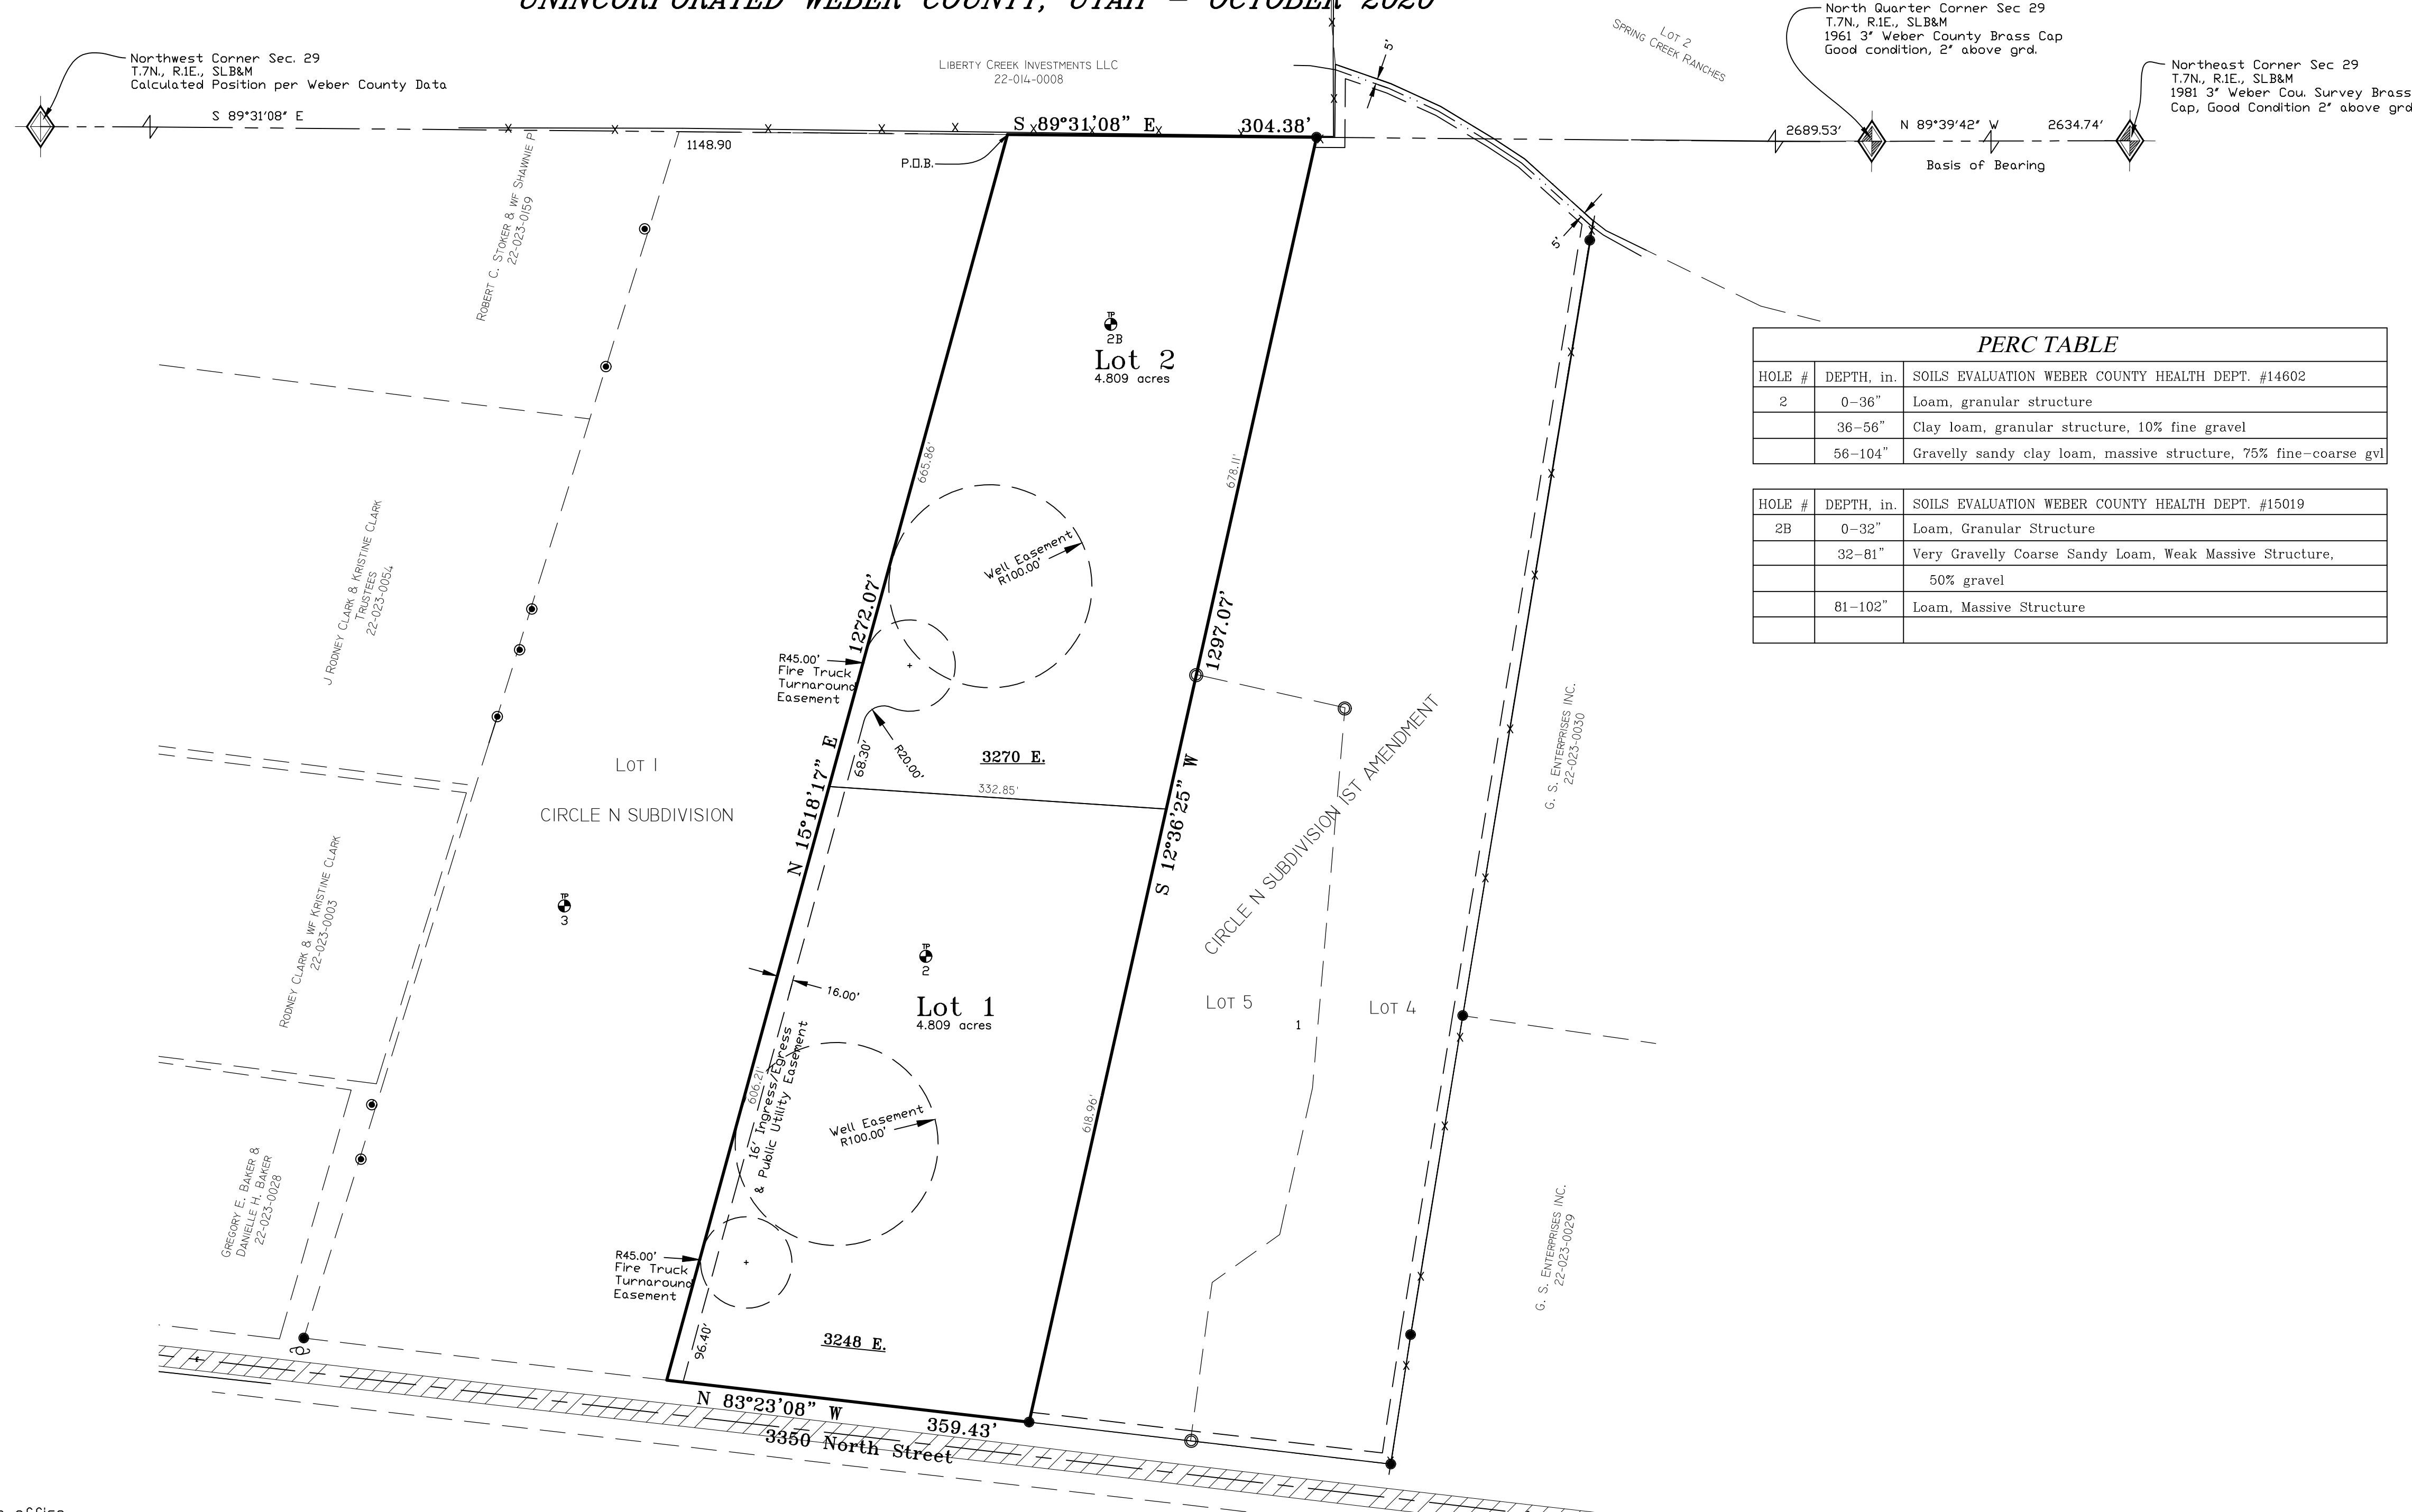 UNINCORPORATED WEBER COUNTY, UTAH - OCTOBER 2020
Northwest Corner Sec. 29
T.7N., R.1E., SLB&M
Calculated Position per Weber County Data
S 89°31'08" E
LIBERTY CREEK INVESTMENTS LLC
22-014-0008
5'
LOT 2
SPRING CREEK RANCHES
North Quarter Corner Sec 29
T.7N., R.1E., SLB&M
1961 3" Weber County Brass Cap
Good condition, 2" above grd.
Northeast Corner Sec 29
T.7N., R.1E., SLB&M
1981 3" Weber Cou. Survey Brass
Cap, Good Condition 2" above grd
S 89°31'08" E 304.38'
1148.90
P.O.B.
2689.53'
N 89°39'42" W 2634.74'
Basis of Bearing
5'
ROBERT C. STOKER & WF SHAWNIE P
22-023-0159
TP
2B
Lot 2
4.809 acres
665.86'
678.11'
PERC TABLE
HOLE # DEPTH, in. SOILS EVALUATION WEBER COUNTY HEALTH DEPT. #14602
2 0-36" Loam, granular structure
36-56" Clay loam, granular structure, 10% fine gravel
56-104" Gravelly sandy clay loam, massive structure, 75% fine-coarse gvl
HOLE # DEPTH, in. SOILS EVALUATION WEBER COUNTY HEALTH DEPT. #15019
2B 0-32" Loam, Granular Structure
32-81" Very Gravelly Coarse Sandy Loam, Weak Massive Structure,
50% gravel
81-102" Loam, Massive Structure
J RODNEY CLARK & KRISTINE CLARK
TRUSTEES
22-023-0054
Well Easement
R100.00'
1272.07'
1297.07'
R45.00'
Fire Truck
Turnaround
Easement
68.30'
R20.00'
3270 E.
332.85'
N 15°18'17" E
S 12°36'25" W
LOT 1
CIRCLE N SUBDIVISION
CIRCLE N SUBDIVISION 1ST AMENDMENT
G. S. ENTERPRISES INC.
22-023-0030
RODNEY CLARK & WF KRISTINE CLARK
22-023-0003
TP
3
TP
2
16.00'
Lot 1
4.809 acres
LOT 5
1
LOT 4
606.21'
16' Ingress/Egress
& Public Utility Easement
Well Easement
R100.00'
618.96'
GREGORY E. BAKER &
DANIELLE H. BAKER
22-023-0028
G. S. ENTERPRISES INC.
22-023-0029
R45.00'
Fire Truck
Turnaround
Easement
96.40'
3248 E.
N 83°23'08" W 359.43'
3350 North Street
office